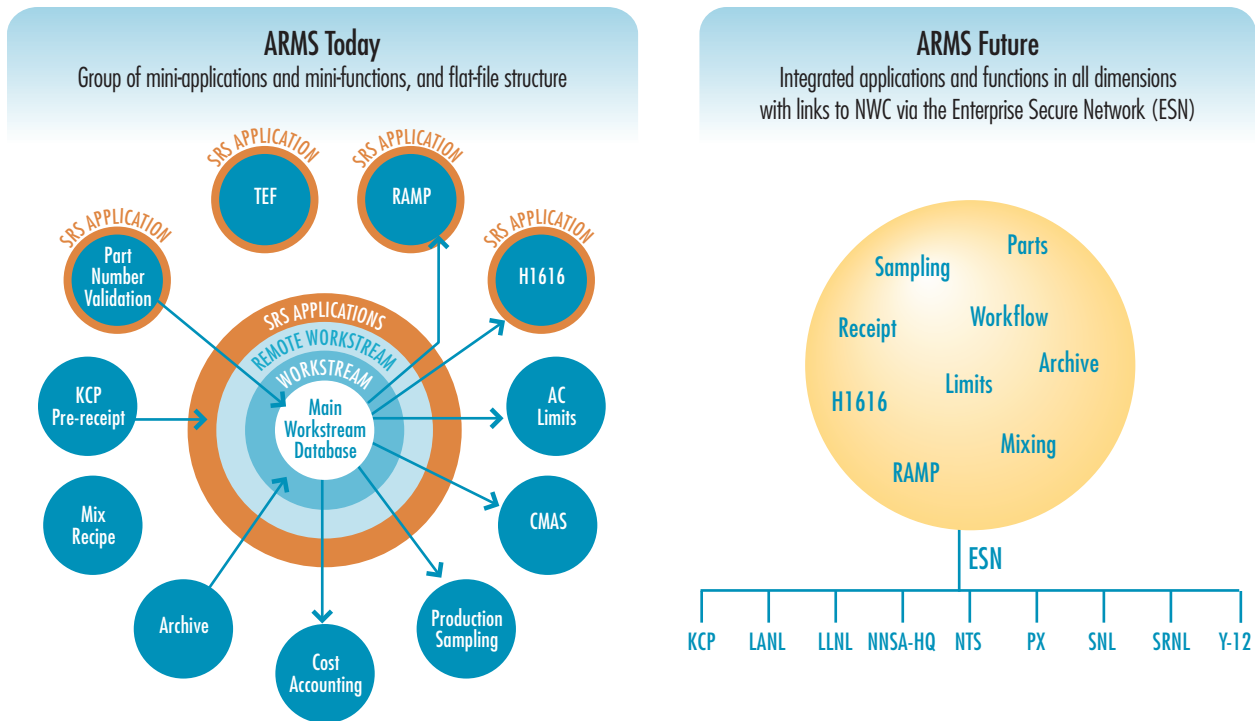 ARMS Today
Group of mini-applications and mini-functions, and flat-file structure
SRS APPLICATION
TEF
SRS APPLICATION
RAMP
SRS APPLICATION
Part
Number
Validation
SRS APPLICATION
H1616
SRS APPLICATIONS
REMOTE WORKSTREAM
WORKSTREAM
Main
Workstream
Database
KCP
Pre-receipt
AC
Limits
Mix
Recipe
CMAS
Archive
Production
Sampling
Cost
Accounting
ARMS Future
Integrated applications and functions in all dimensions
with links to NWC via the Enterprise Secure Network (ESN)
Parts
Sampling
Workflow
Receipt
Archive
Limits
H1616
Mixing
RAMP
ESN
KCP
LANL
LLNL
NNSA-HQ
NTS
PX
SNL
SRNL
Y-12